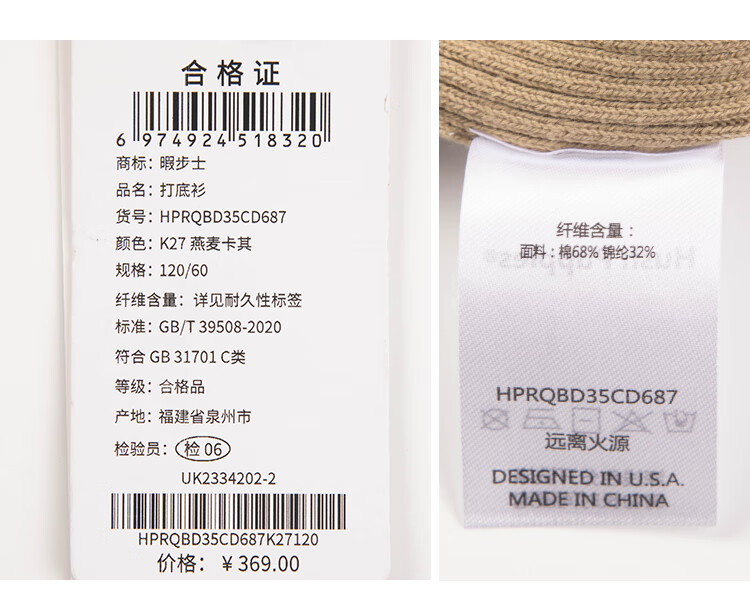 合格证
6 974924 518320
商标：暇步士
品名：打底衫
货号：HPRQBD35CD687
颜色：K27 燕麦卡其
规格：120/60
纤维含量：详见耐久性标签
标准：GB/T 39508-2020
符合 GB 31701 C类
等级：合格品
产地：福建省泉州市
检验员：检 06
UK2334202-2
HPRQBD35CD687K27120
价格：￥369.00
纤维含量：
面料：棉68% 锦纶32%
Hush Puppies®
HPRQBD35CD687
远离火源
DESIGNED IN U.S.A.
MADE IN CHINA